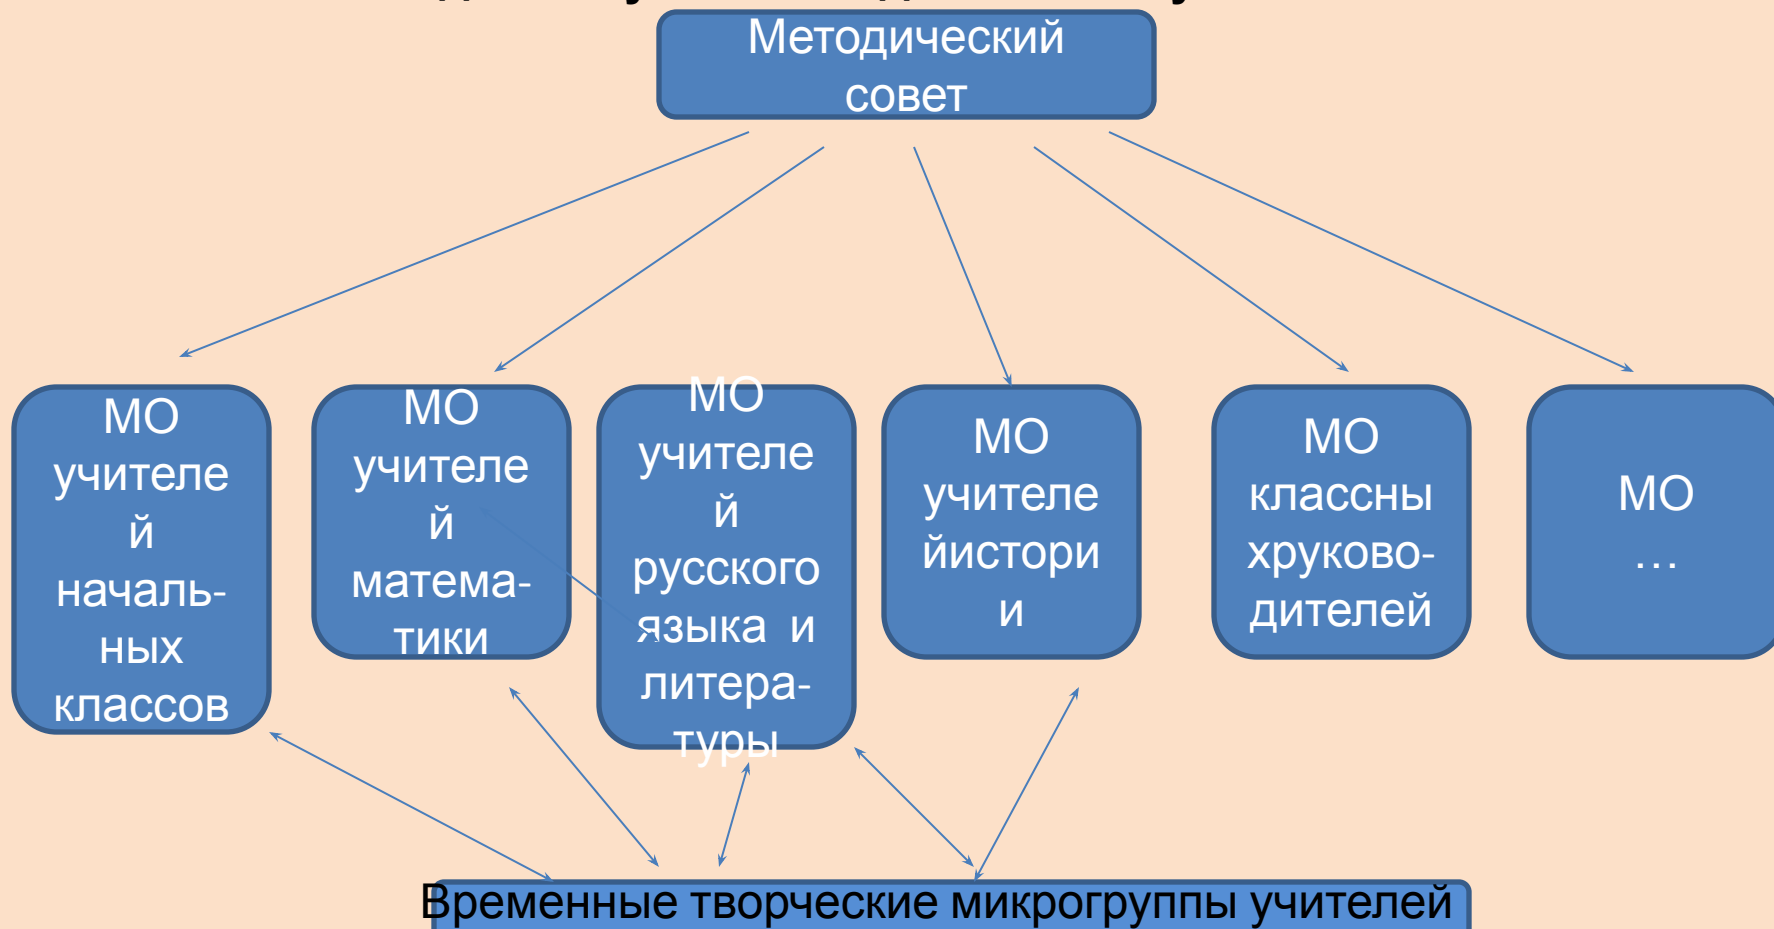 Методический
совет
МО
учителе
й
началь-
ных
классов
МО
учителе
й
матема-
тики
МО
учителе
й
русского
языка и
литера-
туры
МО
учителе
йистори
и
МО
классны
хруково-
дителей
МО
…
Временные творческие микрогруппы учителей